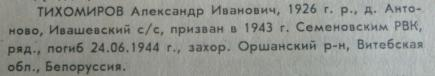 ТИХОМИРОВ Александр Иванович, 1926 г. р., д. Анто-
ново, Ивашевский с/с, призван в 1943 г. Семеновским РВК,
ряд., погиб 24.06.1944 г., захор. Оршанский р-н, Витебская
обл., Белоруссия.